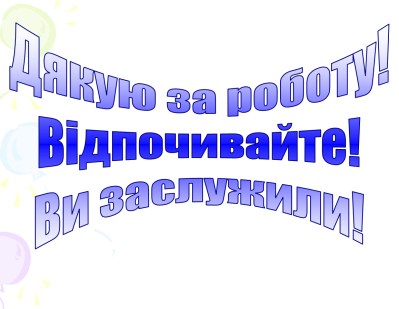 Дякую за роботу!
Відпочивайте!
Ви заслужили!